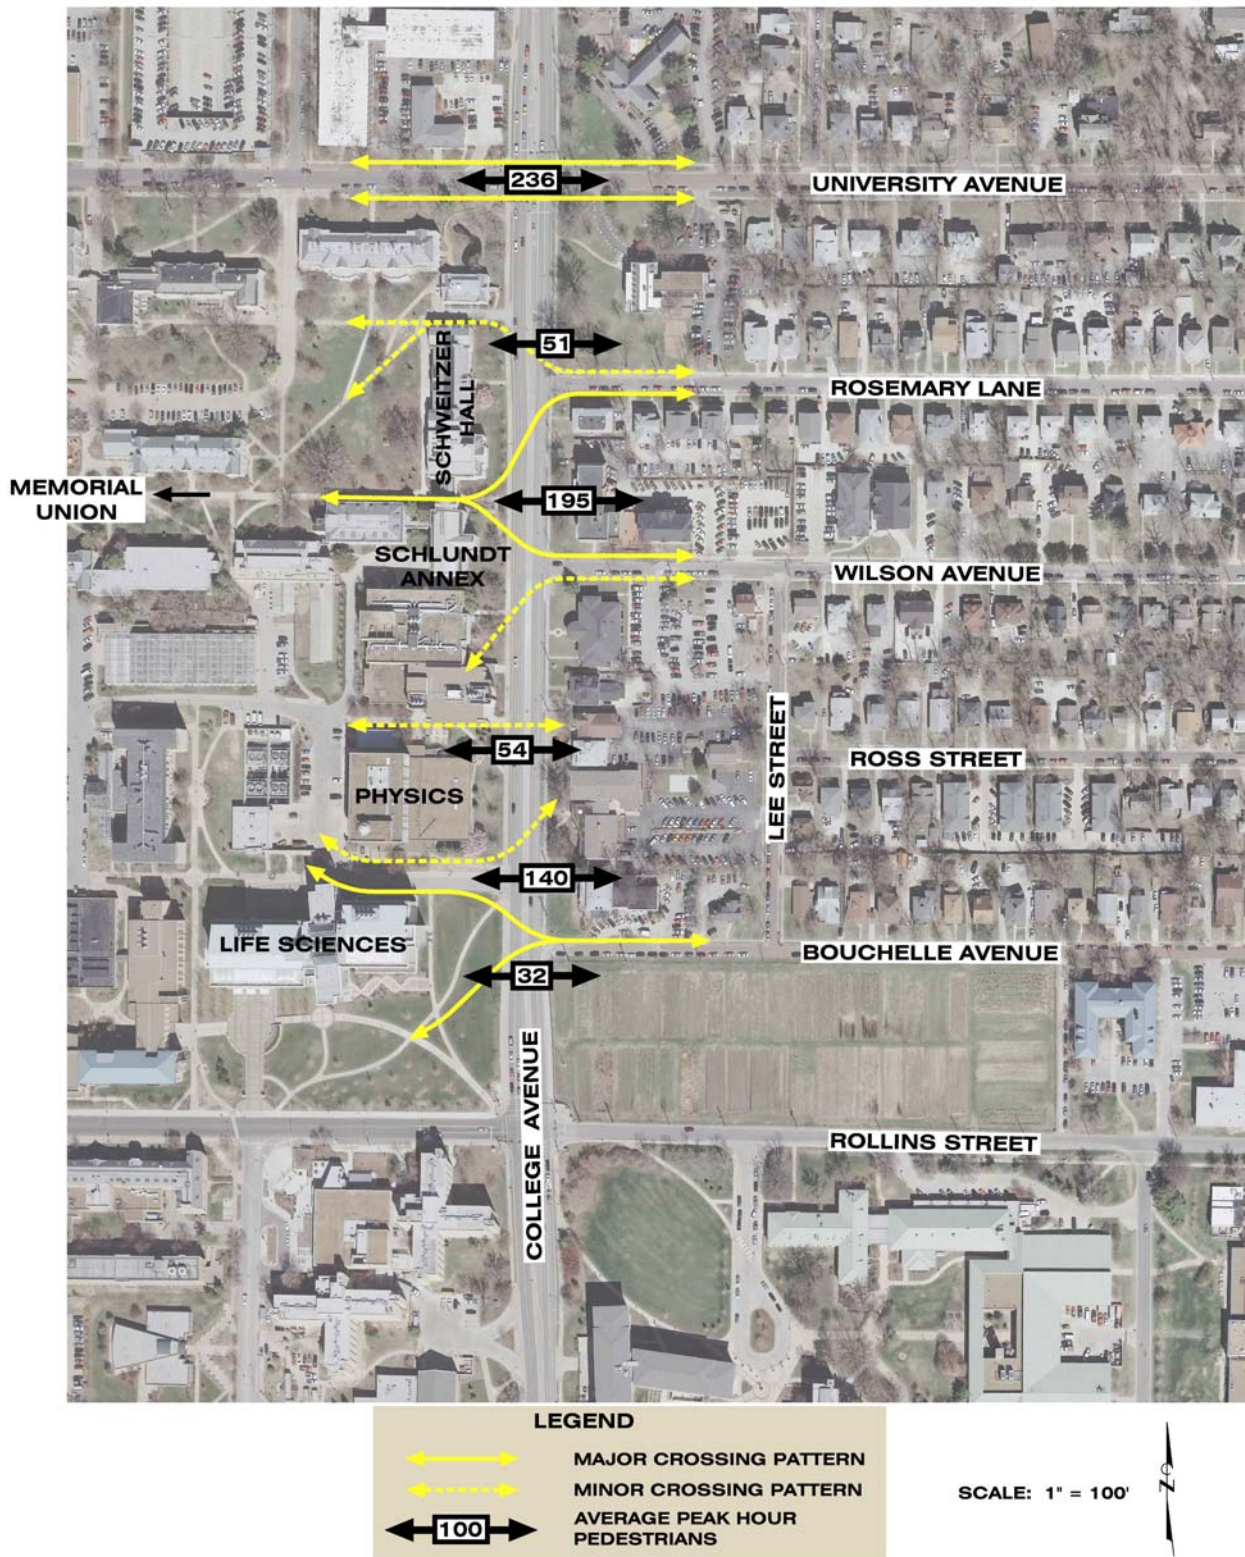 236
UNIVERSITY AVENUE
51
SCHWEITZER
HALL
ROSEMARY LANE
MEMORIAL
UNION
195
SCHLUNDT
ANNEX
WILSON AVENUE
LEE STREET
54
ROSS STREET
PHYSICS
140
LIFE SCIENCES
BOUCHELLE AVENUE
32
COLLEGE AVENUE
ROLLINS STREET
LEGEND
MAJOR CROSSING PATTERN
MINOR CROSSING PATTERN
100
AVERAGE PEAK HOUR
PEDESTRIANS
SCALE: 1" = 100'
N